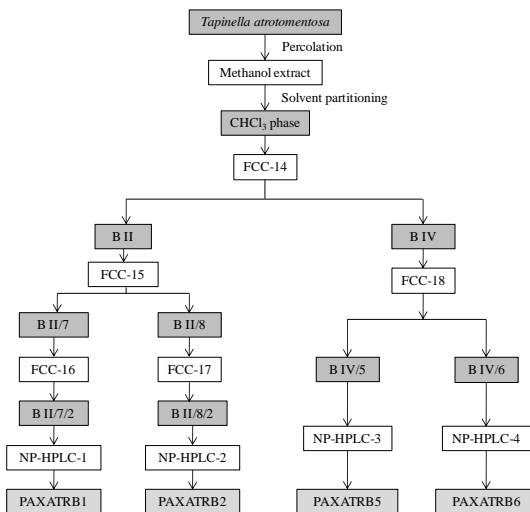 Tapinella atrotomentosa
Percolation
Methanol extract
Solvent partitioning
CHCl₃ phase
FCC-14
B II
B IV
FCC-15
FCC-18
B II/7
B II/8
FCC-16
FCC-17
B IV/5
B IV/6
B II/7/2
B II/8/2
NP-HPLC-1
NP-HPLC-2
NP-HPLC-3
NP-HPLC-4
PAXATRB1
PAXATRB2
PAXATRB5
PAXATRB6